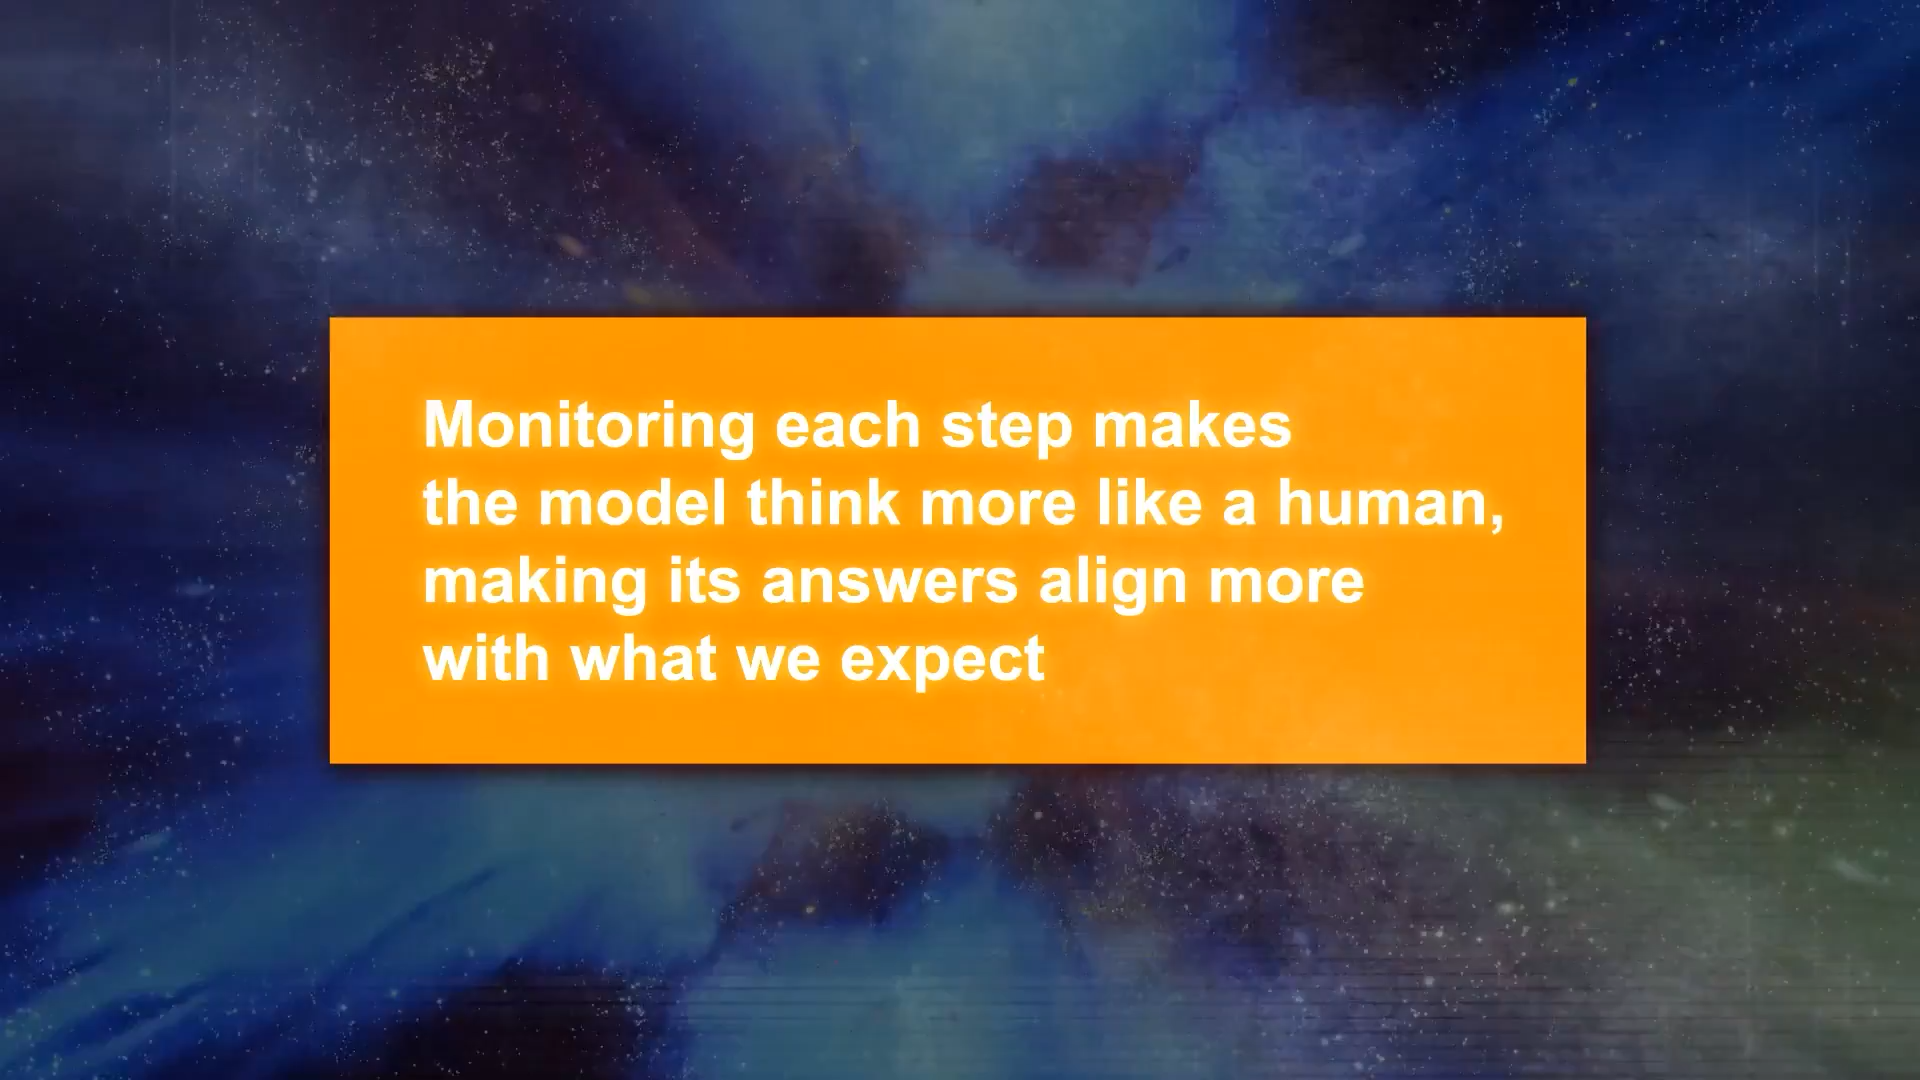 Monitoring each step makes
the model think more like a human,
making its answers align more
with what we expect